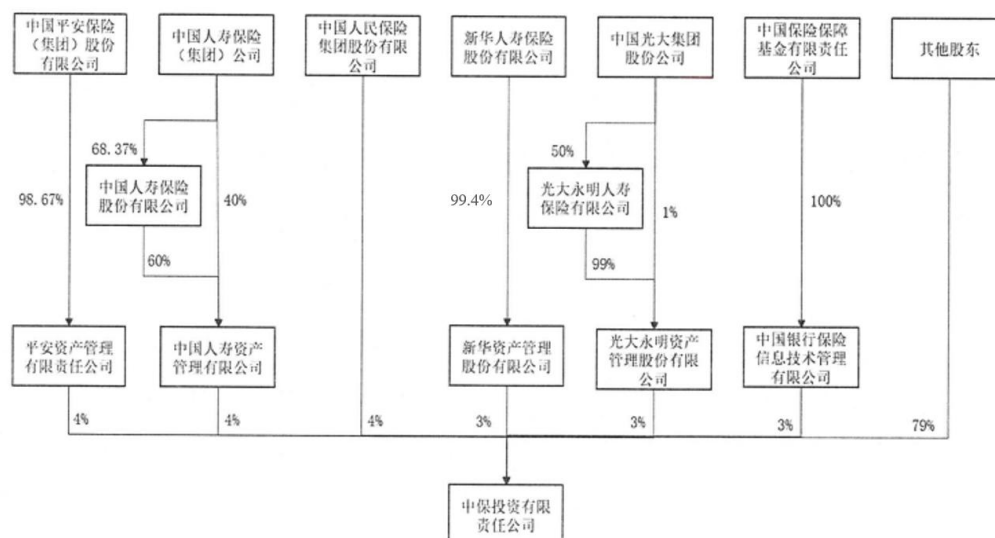 中国平安保险
（集团）股份
有限公司
中国人寿保险
（集团）公司
中国人民保险
集团股份有限
公司
新华人寿保险
股份有限公司
中国光大集团
股份公司
中国保险保障
基金有限责任
公司
其他股东
68.37%
50%
中国人寿保险
股份有限公司
光大永明人寿
保险有限公司
98.67%
40%
99.4%
1%
100%
60%
99%
平安资产管理
有限责任公司
中国人寿资产
管理有限公司
新华资产管理
股份有限公司
光大永明资产
管理股份有限
公司
中国银行保险
信息技术管理
有限公司
4%
4%
4%
3%
3%
3%
79%
中保投资有限
责任公司